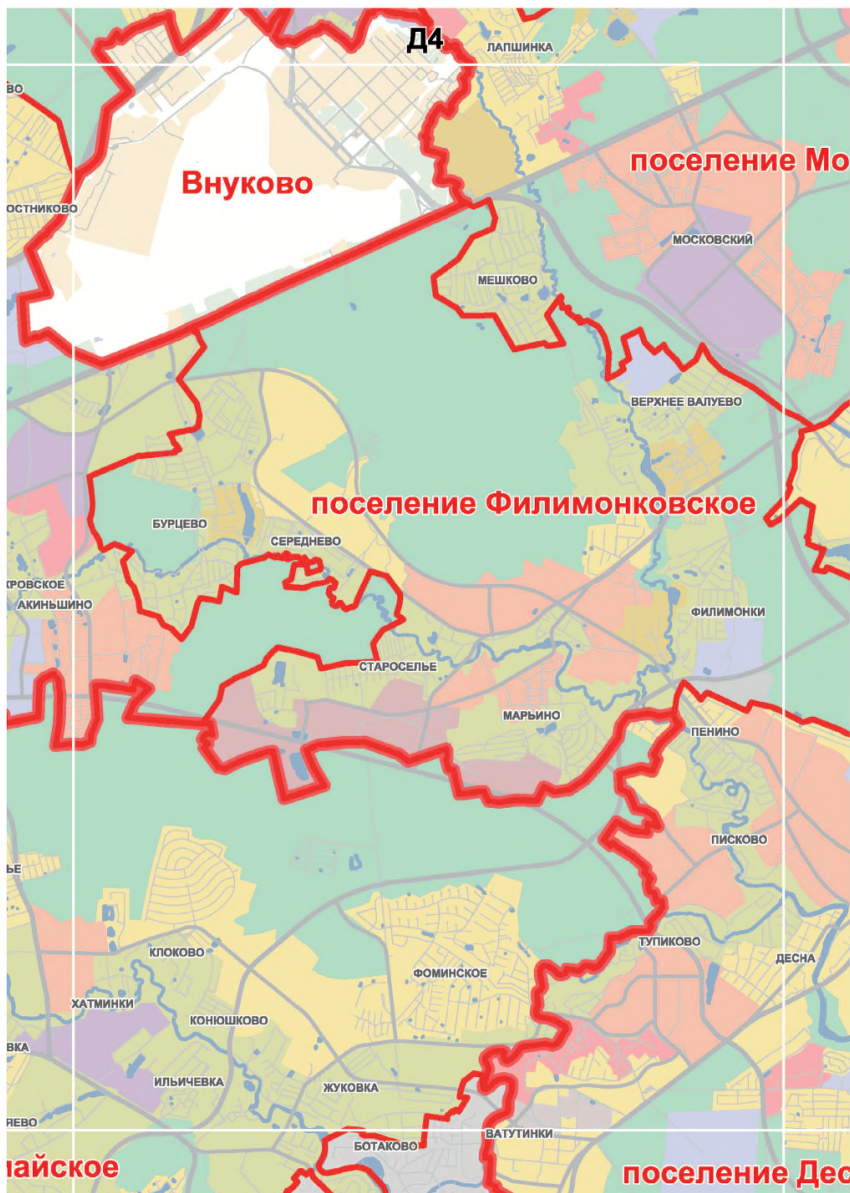 Д4
ЛАПШИНКА
ВО
поселение Мо
Внуково
ОСТНИКОВО
МОСКОВСКИЙ
МЕШКОВО
ВЕРХНЕЕ ВАЛУЕВО
поселение Филимонковское
БУРЦЕВО
СЕРЕДНЕВО
КРОВСКОЕ
АКИНЬШИНО
ФИЛИМОНКИ
СТАРОСЕЛЬЕ
МАРЬИНО
ПЕНИНО
ПИСКОВО
ЬЕ
ТУПИКОВО
КЛОКОВО
ДЕСНА
ФОМИНСКОЕ
ХАТМИНКИ
КОНЮШКОВО
ВКА
ИЛЬИЧЕВКА
ЖУКОВКА
ЯЕВО
ВАТУТИНКИ
БОТАКОВО
майское
поселение Дес